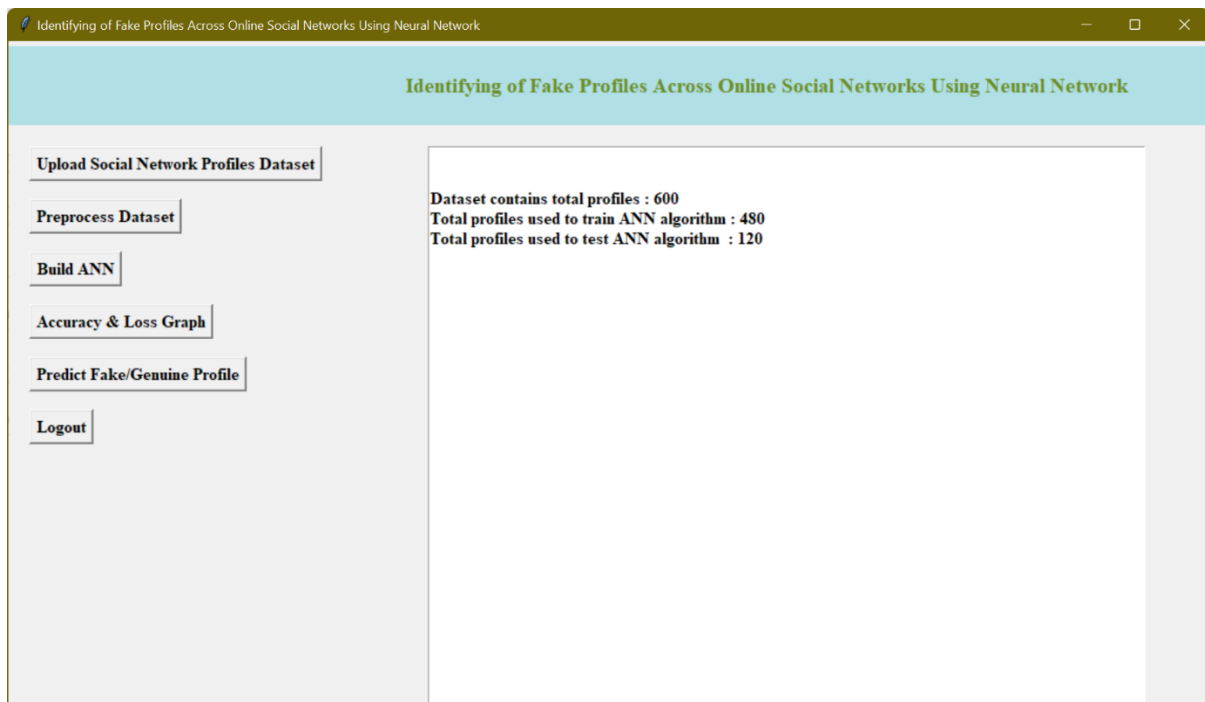 Identifying of Fake Profiles Across Online Social Networks Using Neural Network
Identifying of Fake Profiles Across Online Social Networks Using Neural Network
Upload Social Network Profiles Dataset
Preprocess Dataset
Build ANN
Accuracy & Loss Graph
Predict Fake/Genuine Profile
Logout
Dataset contains total profiles : 600
Total profiles used to train ANN algorithm : 480
Total profiles used to test ANN algorithm  : 120